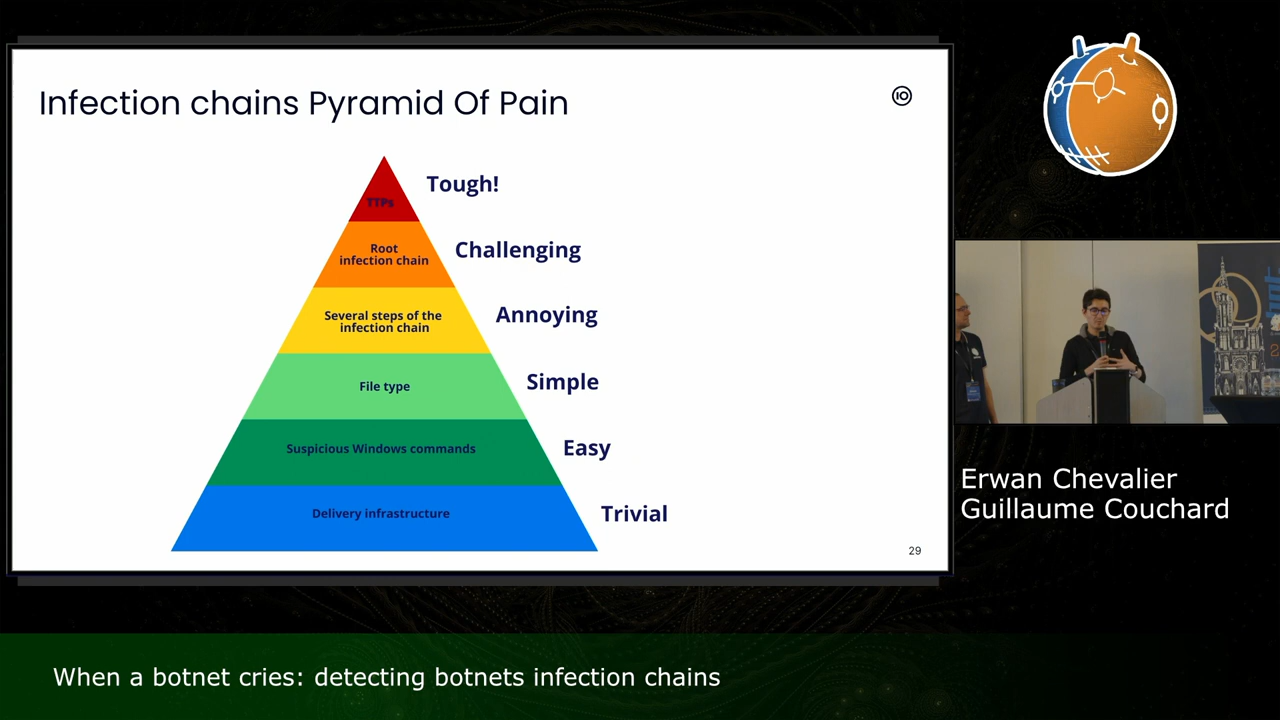 Infection chains Pyramid Of Pain
TTPs
Tough!
Root
infection chain
Challenging
Several steps of the
infection chain
Annoying
File type
Simple
Suspicious Windows commands
Easy
Delivery infrastructure
Trivial
29
Erwan Chevalier
Guillaume Couchard
When a botnet cries: detecting botnets infection chains